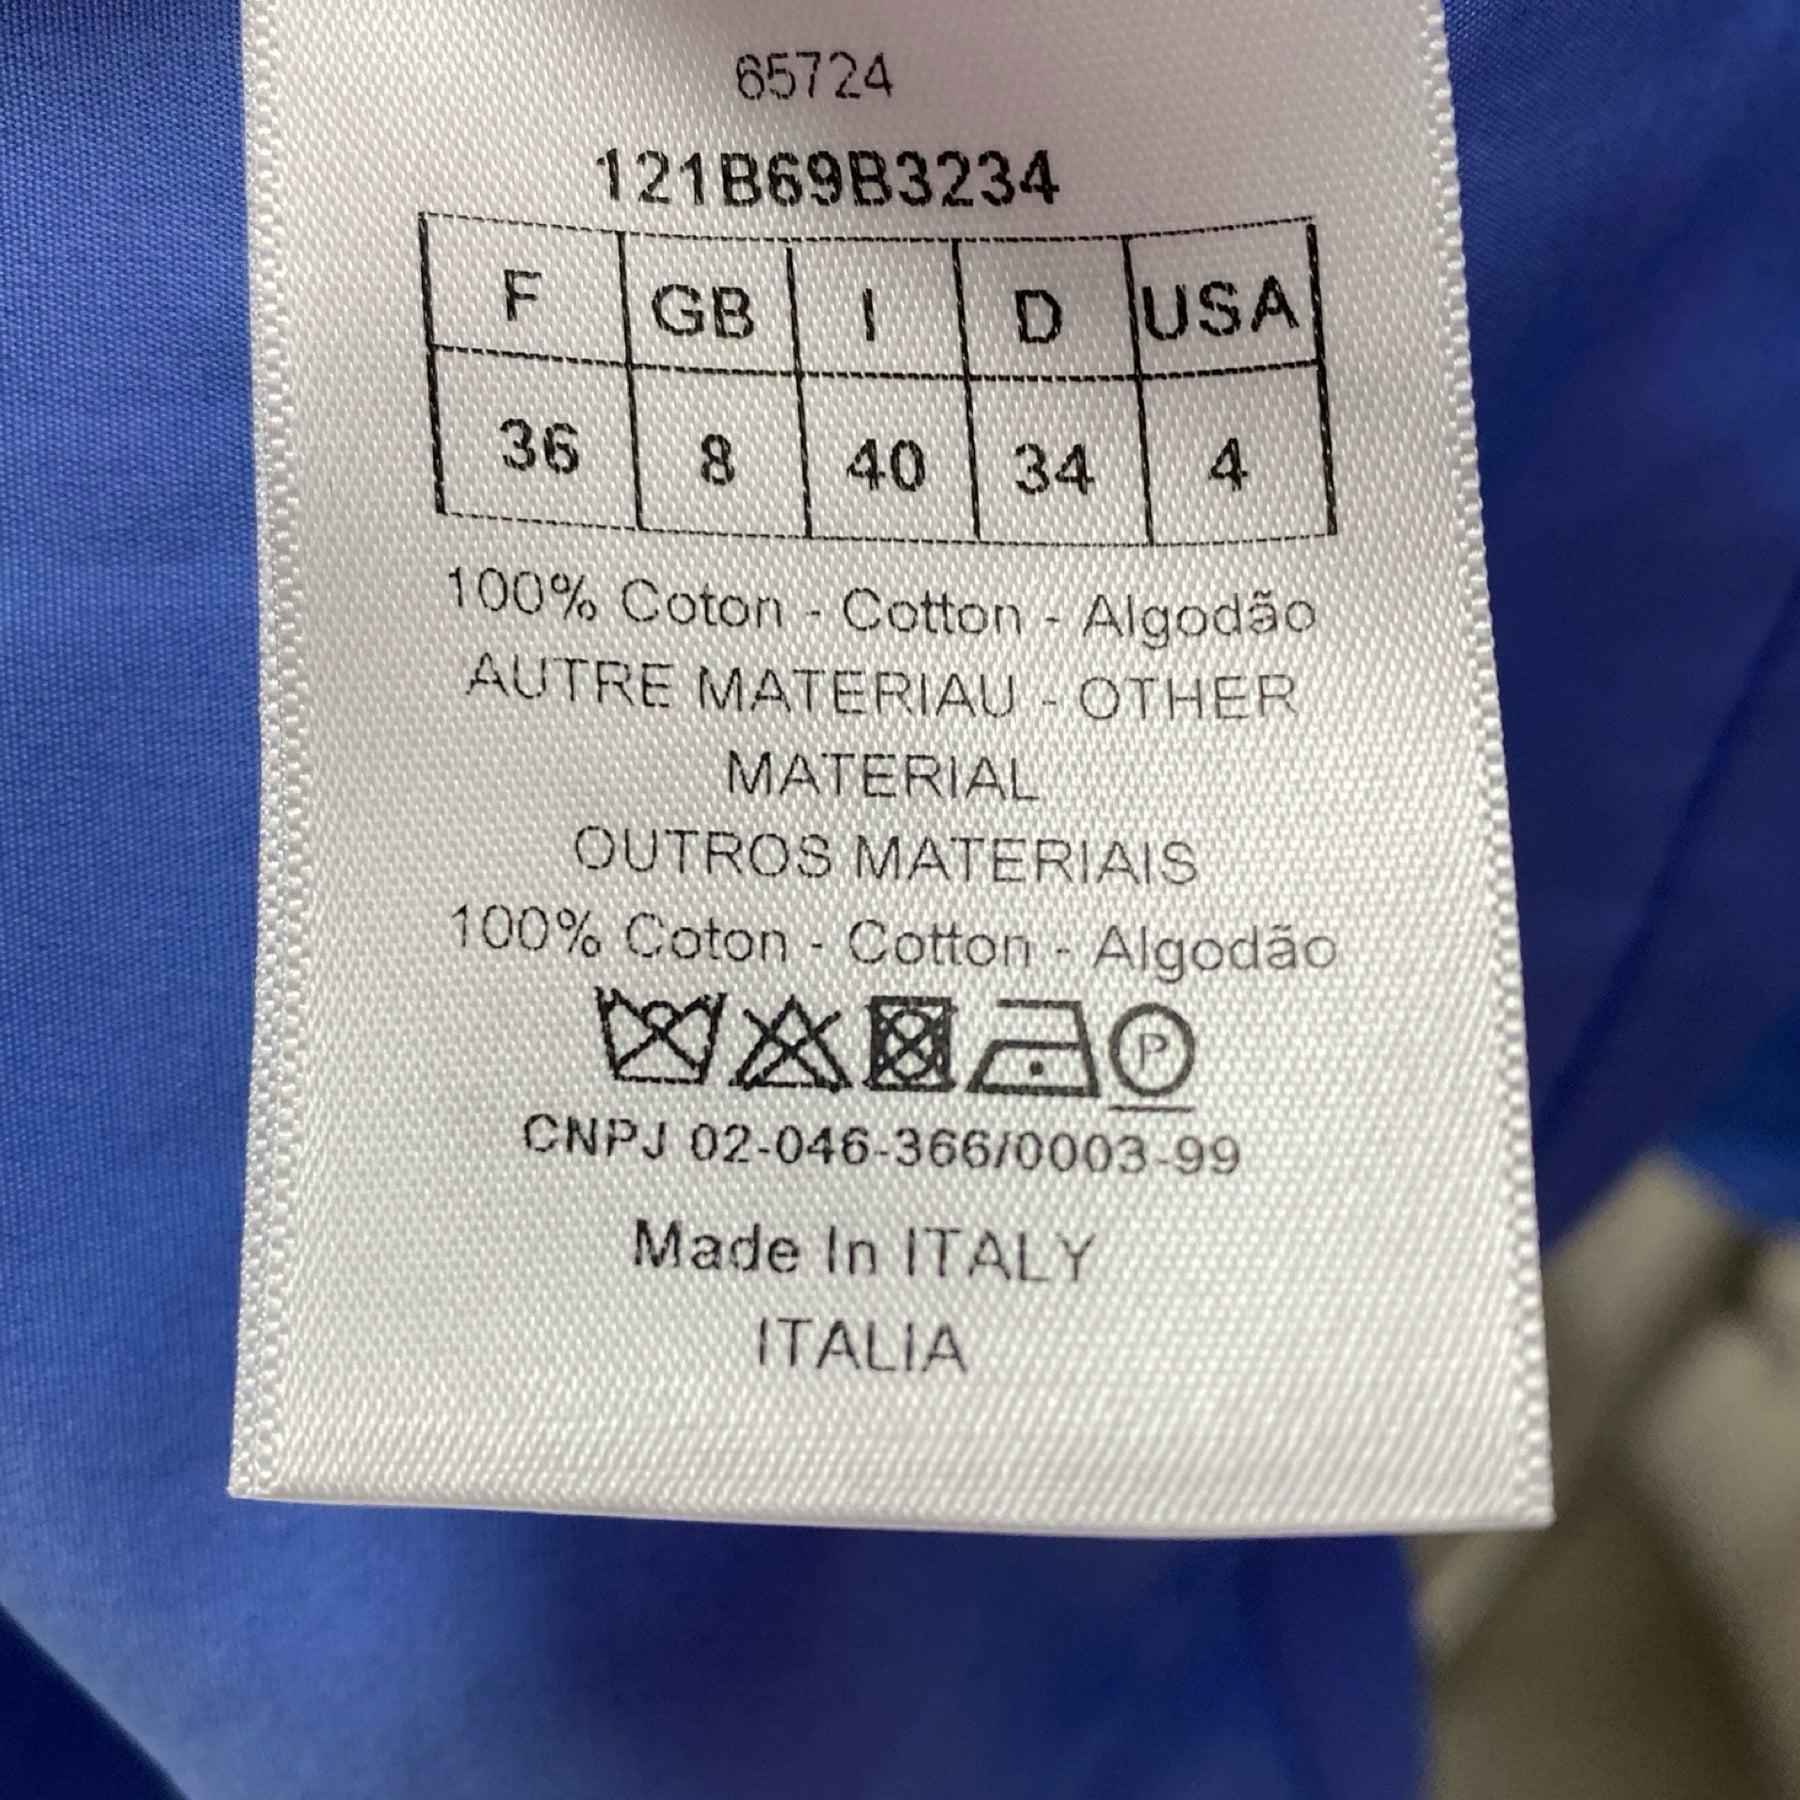 65724
121B69B3234
F GB I D USA
36 8 40 34 4
100% Coton - Cotton - Algodão
AUTRE MATERIAU - OTHER
MATERIAL
OUTROS MATERIAIS
100% Coton - Cotton - Algodão
P
CNPJ 02-046-366/0003-99
Made In ITALY
ITALIA